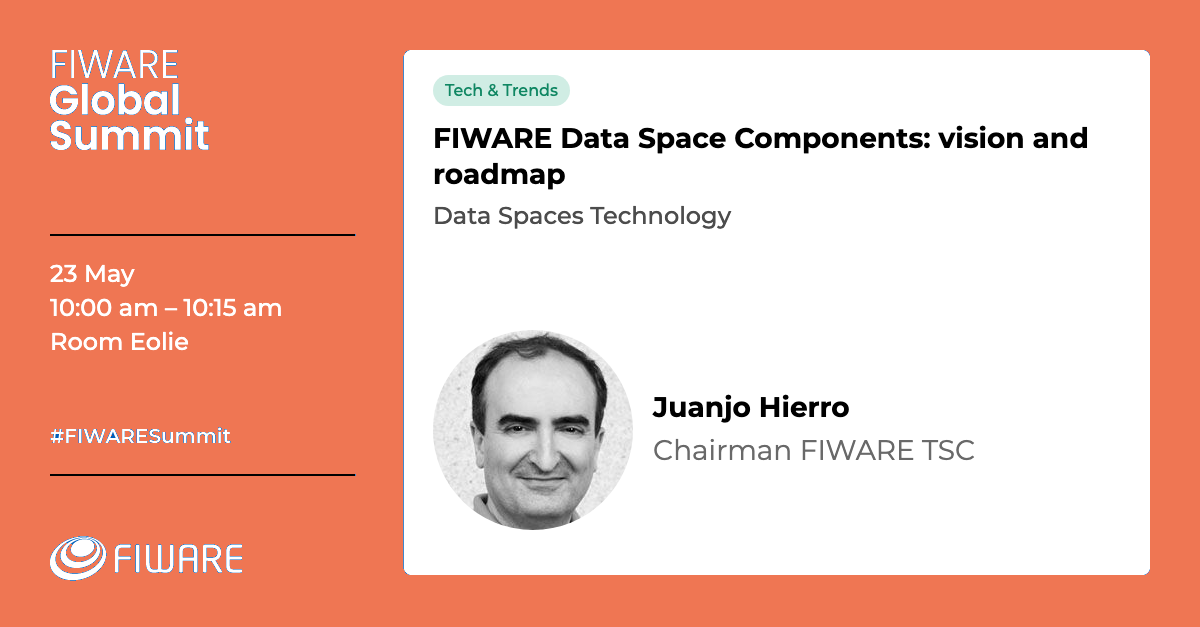 FIWARE
Global
Summit
23 May
10:00 am – 10:15 am
Room Eolie
#FIWARESummit
FIWARE
Tech & Trends
FIWARE Data Space Components: vision and
roadmap
Data Spaces Technology
Juanjo Hierro
Chairman FIWARE TSC